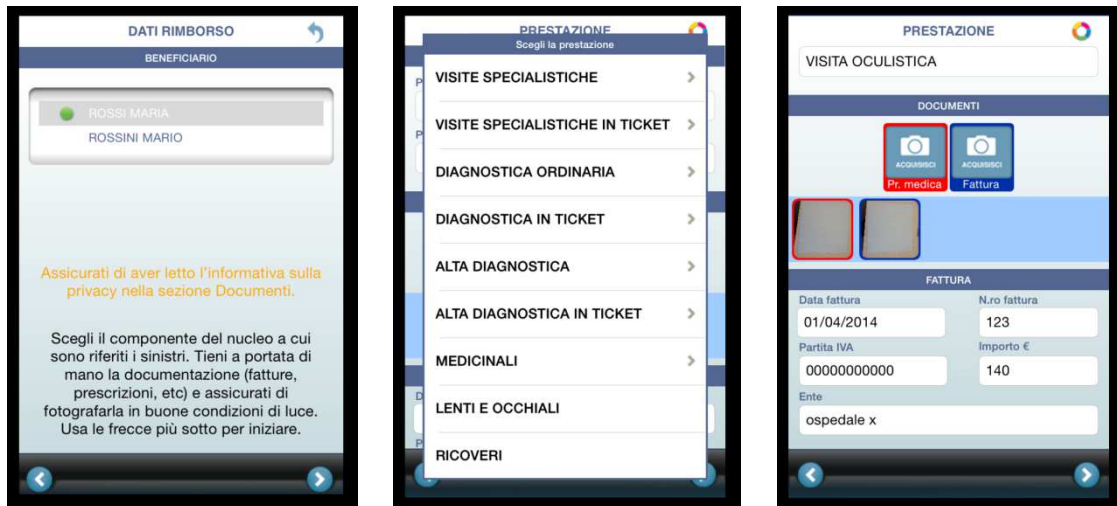 DATI RIMBORSO
BENEFICIARIO
ROSSI MARIA
ROSSINI MARIO
Assicurati di aver letto l'informativa sulla
privacy nella sezione Documenti.
Scegli il componente del nucleo a cui
sono riferiti i sinistri. Tieni a portata di
mano la documentazione (fatture,
prescrizioni, etc) e assicurati di
fotografarla in buone condizioni di luce.
Usa le frecce più sotto per iniziare.
PRESTAZIONE
Scegli la prestazione
P
P
D
P
VISITE SPECIALISTICHE
VISITE SPECIALISTICHE IN TICKET
DIAGNOSTICA ORDINARIA
DIAGNOSTICA IN TICKET
ALTA DIAGNOSTICA
ALTA DIAGNOSTICA IN TICKET
MEDICINALI
LENTI E OCCHIALI
RICOVERI
PRESTAZIONE
VISITA OCULISTICA
DOCUMENTI
ACQUISISCI ACQUISISCI
Pr. medica Fattura
FATTURA
Data fattura N.ro fattura
01/04/2014 123
Partita IVA Importo €
00000000000 140
Ente
ospedale x